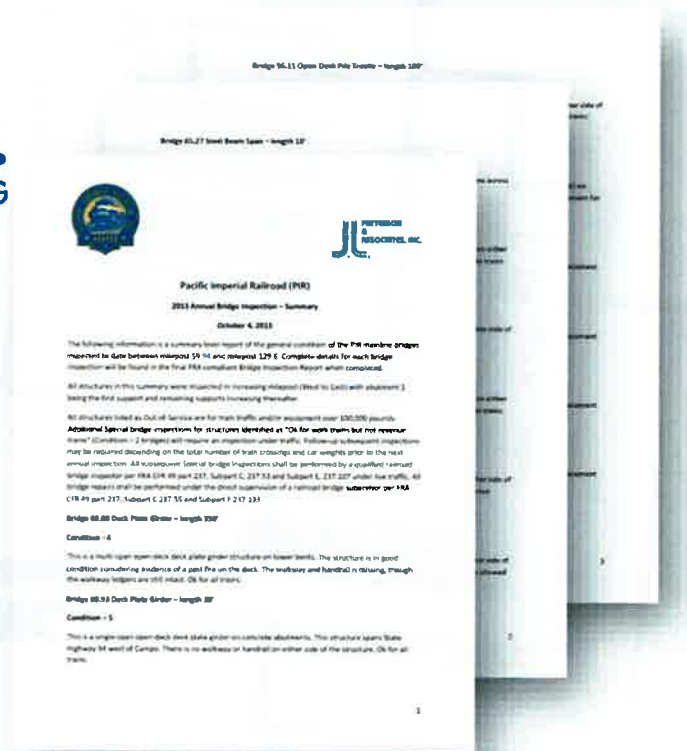 Bridge 96.11 Open Deck Pile Trestle – length 180'
Bridge 65.27 Steel Beam Span – length 10'
G
& ASSOCIATES, INC.
Pacific Imperial Railroad (PIR)
2013 Annual Bridge Inspection – Summary
October 4, 2013
The following information is a summary level report of the general condition of the PIR mainline bridges
inspected to date between milepost 59.94 and milepost 129.6. Complete details for each bridge
inspection will be found in the final FRA compliant Bridge Inspection Report when completed.
All structures in this summary were inspected in increasing milepost (West to East) with abutment 1
being the first support and remaining supports increasing thereafter.
All structures listed as Out of Service are for train traffic and/or equipment over 100,000 pounds.
Additional Special bridge inspections for structures identified as "Ok for work trains but not revenue
trains" (Condition – 2 bridges) will require an inspection under traffic. Follow-up subsequent inspections
may be required depending on the total number of train crossings and car weights prior to the next
annual inspection. All subsequent Special bridge inspections shall be performed by a qualified railroad
bridge inspector per FRA CFR 49 part 237, Subpart C, 237.53 and Subpart E, 237.107 under live traffic. All
bridge repairs shall be performed under the direct supervision of a railroad bridge supervisor per FRA
CFR 49 part 237, Subpart C 237.55 and Subpart F 237.133
Bridge 60.00 Deck Plate Girder – length
Condition - 4
This is a multi span open deck deck plate girder structure on tower bents. The structure is in good
condition considering evidence of a past fire on the deck. The walkway and handrail is missing, though
the walkway ledgers are still intact. Ok for all trains.
Bridge Deck Plate Girder – length
Condition – 5
This is a single span open deck deck plate girder on concrete abutments. This structure spans State
Highway 94 west of Campo. There is no walkway or handrail on either side of the structure. Ok for all
trains.
1
2
3